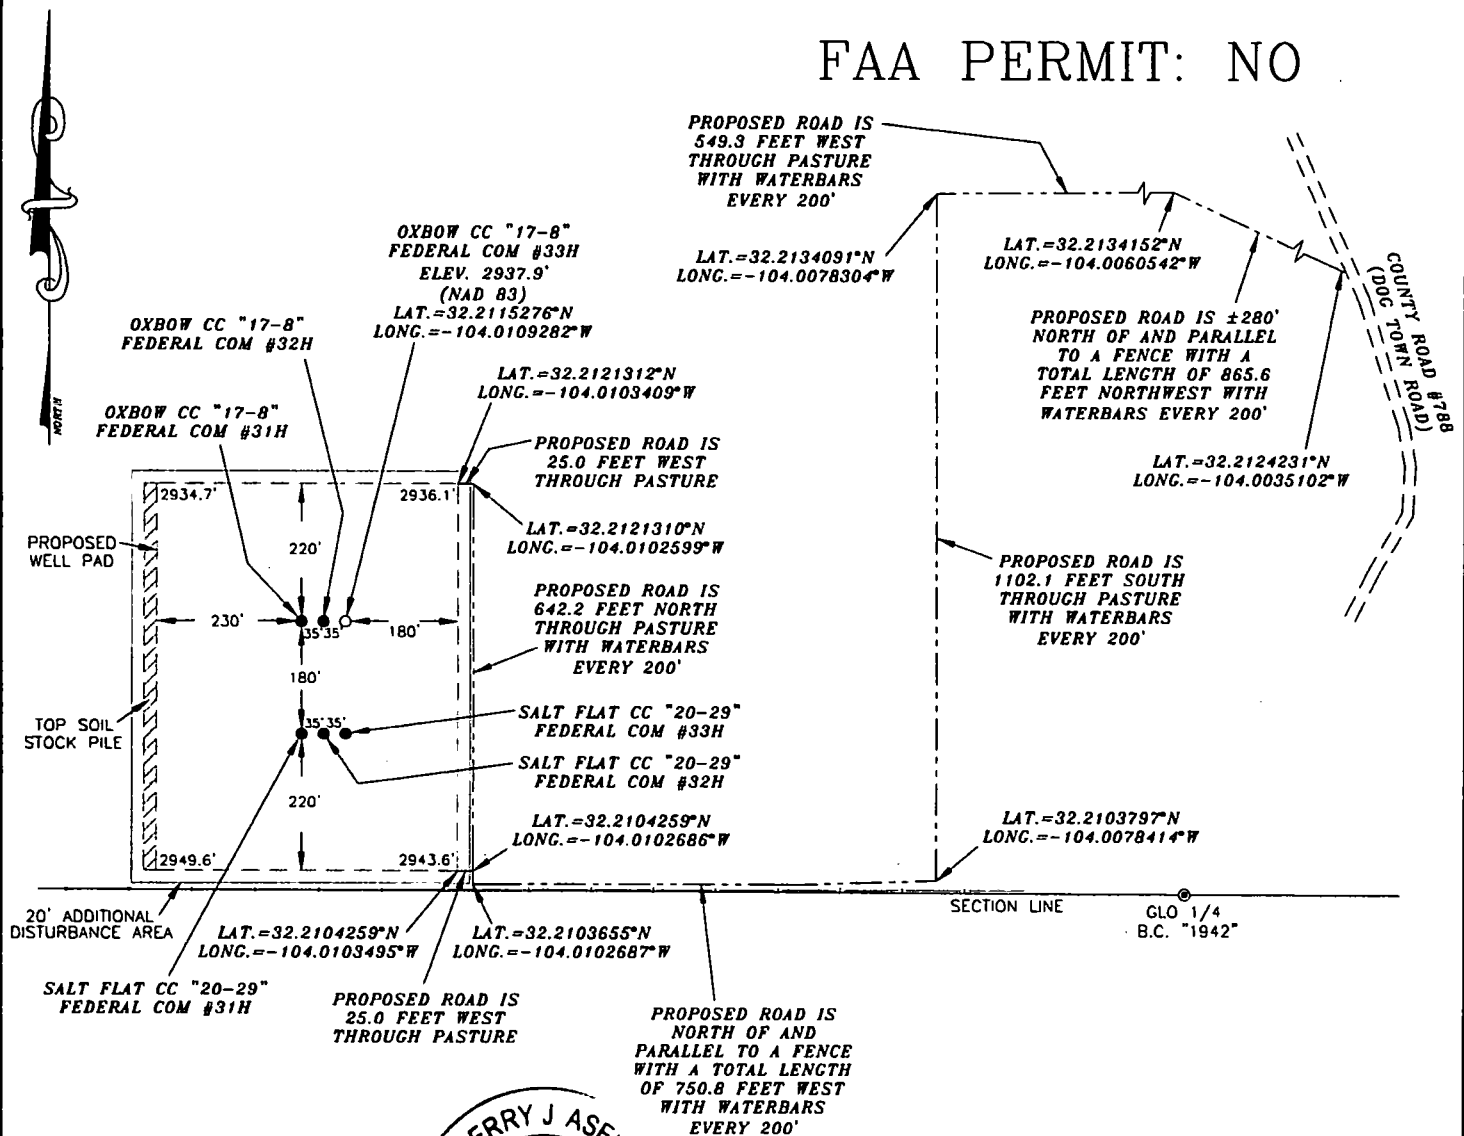 FAA PERMIT: NO
NORTH
PROPOSED ROAD IS
549.3 FEET WEST
THROUGH PASTURE
WITH WATERBARS
EVERY 200'
OXBOW CC "17-8"
FEDERAL COM #33H
ELEV. 2937.9'
(NAD 83)
LAT.=32.2115276°N
LONG.=-104.0109282°W
LAT.=32.2134091°N
LONG.=-104.0078304°W
LAT.=32.2134152°N
LONG.=-104.0060542°W
COUNTY ROAD #788
(DOG TOWN ROAD)
OXBOW CC "17-8"
FEDERAL COM #32H
PROPOSED ROAD IS ±280'
NORTH OF AND PARALLEL
TO A FENCE WITH A
TOTAL LENGTH OF 865.6
FEET NORTHWEST WITH
WATERBARS EVERY 200'
LAT.=32.2121312°N
LONG.=-104.0103409°W
OXBOW CC "17-8"
FEDERAL COM #31H
PROPOSED ROAD IS
25.0 FEET WEST
THROUGH PASTURE
LAT.=32.2124231°N
LONG.=-104.0035102°W
2934.7'
2936.1'
LAT.=32.2121310°N
LONG.=-104.0102599°W
PROPOSED
WELL PAD
220'
PROPOSED ROAD IS
1102.1 FEET SOUTH
THROUGH PASTURE
WITH WATERBARS
EVERY 200'
PROPOSED ROAD IS
642.2 FEET NORTH
THROUGH PASTURE
WITH WATERBARS
EVERY 200'
230'
35' 35'
180'
180'
TOP SOIL
STOCK PILE
35' 35'
SALT FLAT CC "20-29"
FEDERAL COM #33H
SALT FLAT CC "20-29"
FEDERAL COM #32H
220'
LAT.=32.2104259°N
LONG.=-104.0102686°W
LAT.=32.2103797°N
LONG.=-104.0078414°W
2949.6'
2943.6'
20' ADDITIONAL
DISTURBANCE AREA
LAT.=32.2104259°N
LONG.=-104.0103495°W
LAT.=32.2103655°N
LONG.=-104.0102687°W
SECTION LINE
GLO 1/4
B.C. "1942"
SALT FLAT CC "20-29"
FEDERAL COM #31H
PROPOSED ROAD IS
25.0 FEET WEST
THROUGH PASTURE
PROPOSED ROAD IS
NORTH OF AND
PARALLEL TO A FENCE
WITH A TOTAL LENGTH
OF 750.8 FEET WEST
WITH WATERBARS
EVERY 200'
J